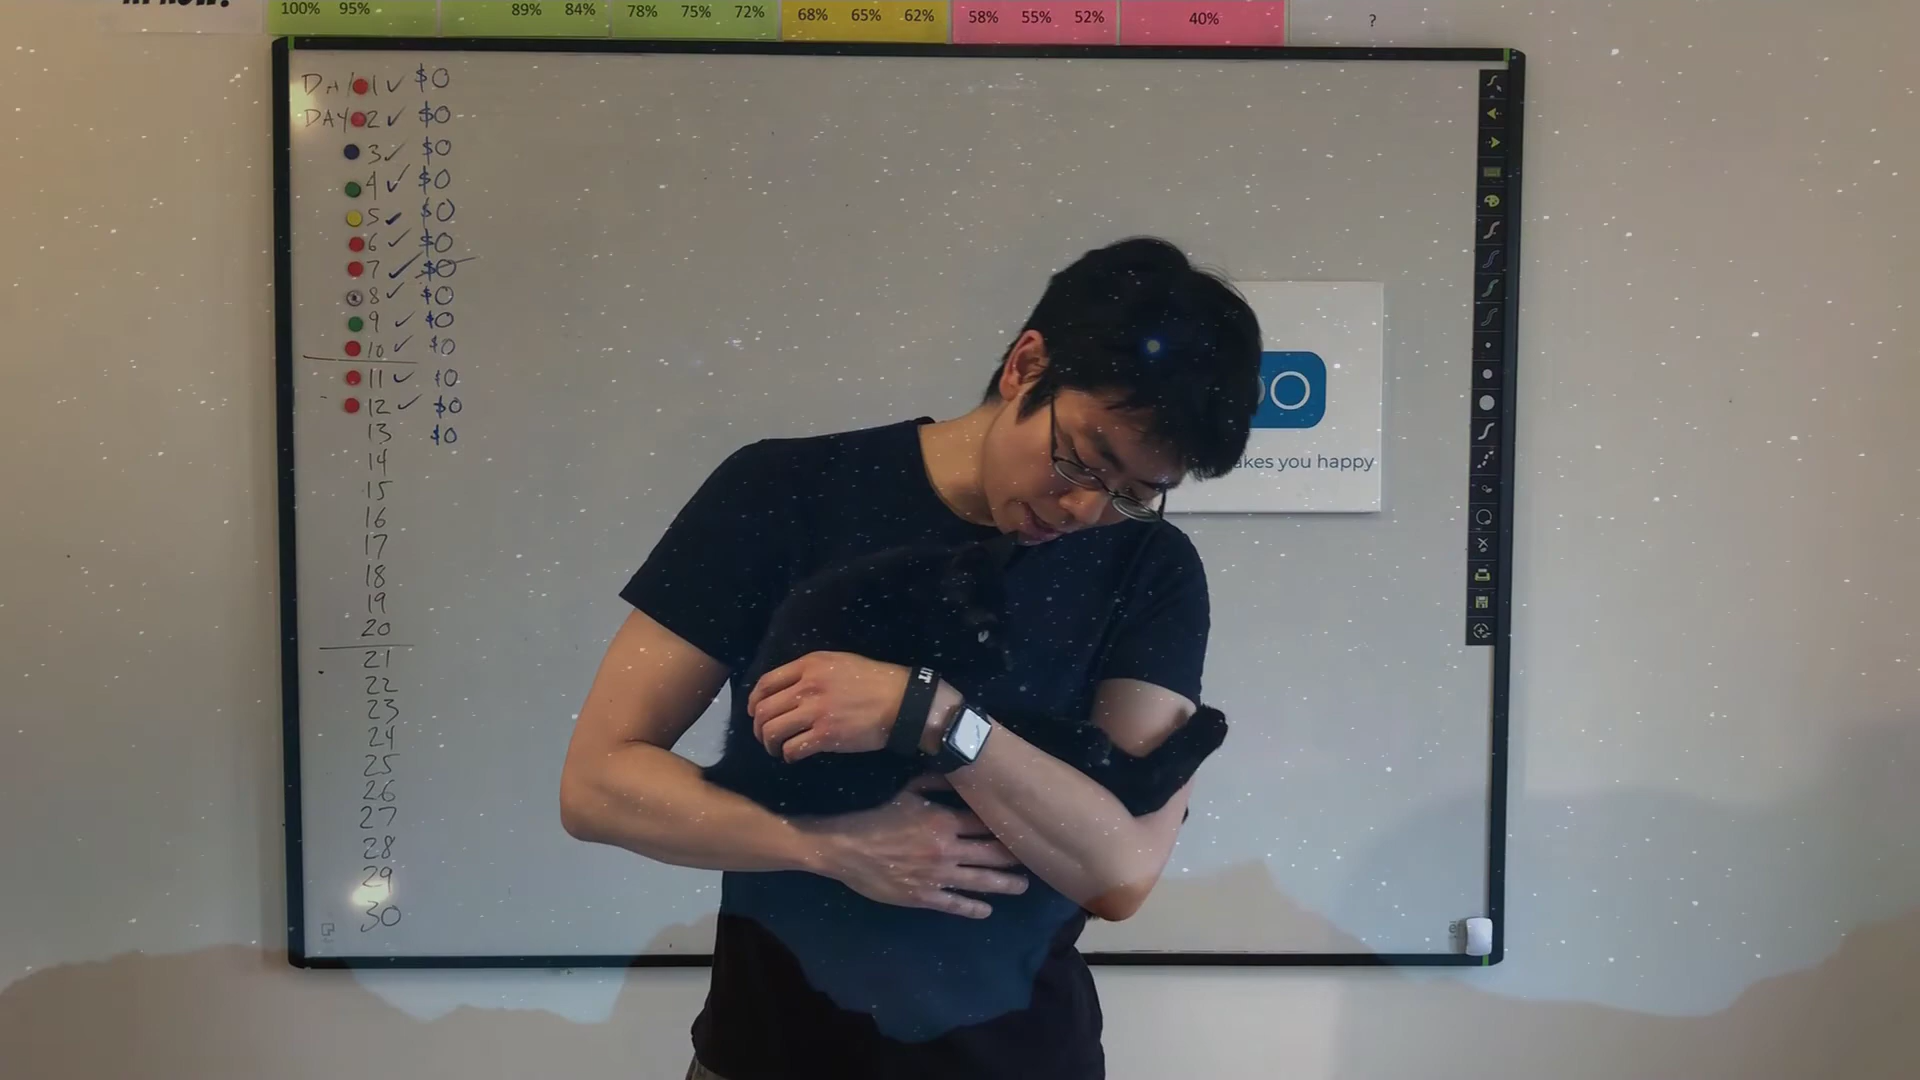 100% 95% 89% 84% 78% 75% 72% 68% 65% 62% 58% 55% 52% 40% ?
DAY 1 ✓ $0
DAY 2 ✓ $0
3 ✓ $0
4 ✓ $0
5 ✓ $0
6 ✓ $0
7 ✓ $0
8 ✓ $0
9 ✓ $0
10 ✓ $0
11 ✓ $0
12 ✓ $0
13 $0
14
15
16
17
18
19
20
21
22
23
24
25
26
27
28
29
30
you happy
UT